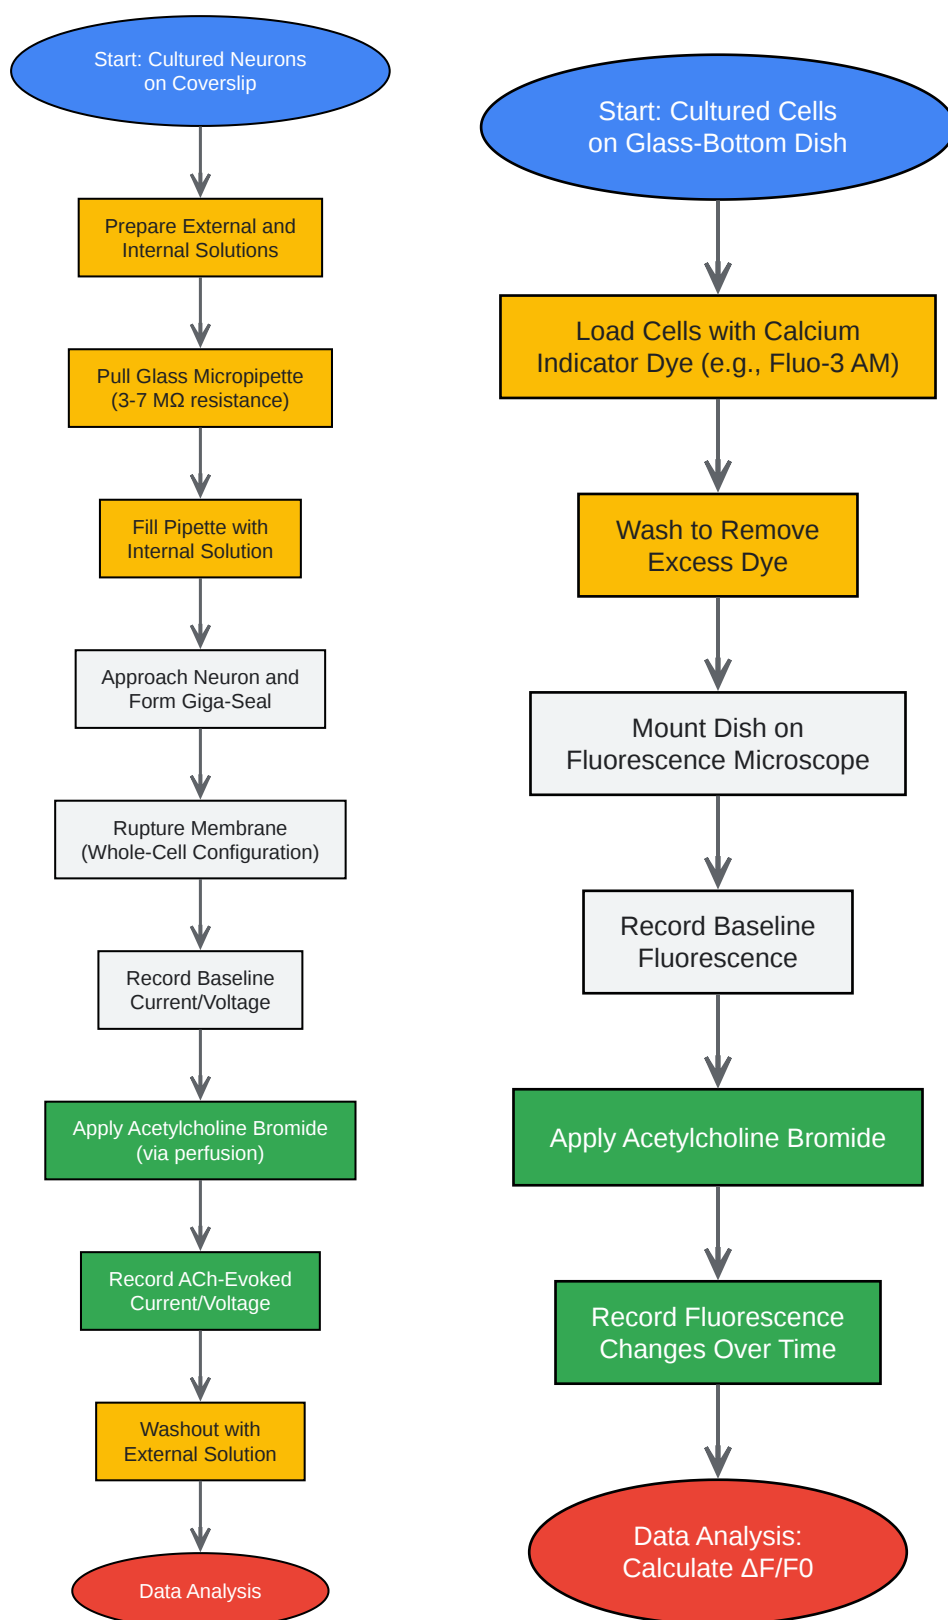 Start: Cultured Neurons
on Coverslip
Prepare External and
Internal Solutions
Pull Glass Micropipette
(3-7 MΩ resistance)
Fill Pipette with
Internal Solution
Approach Neuron and
Form Giga-Seal
Rupture Membrane
(Whole-Cell Configuration)
Record Baseline
Current/Voltage
Apply Acetylcholine Bromide
(via perfusion)
Record ACh-Evoked
Current/Voltage
Washout with
External Solution
Data Analysis
Start: Cultured Cells
on Glass-Bottom Dish
Load Cells with Calcium
Indicator Dye (e.g., Fluo-3 AM)
Wash to Remove
Excess Dye
Mount Dish on
Fluorescence Microscope
Record Baseline
Fluorescence
Apply Acetylcholine Bromide
Record Fluorescence
Changes Over Time
Data Analysis:
Calculate ΔF/F0